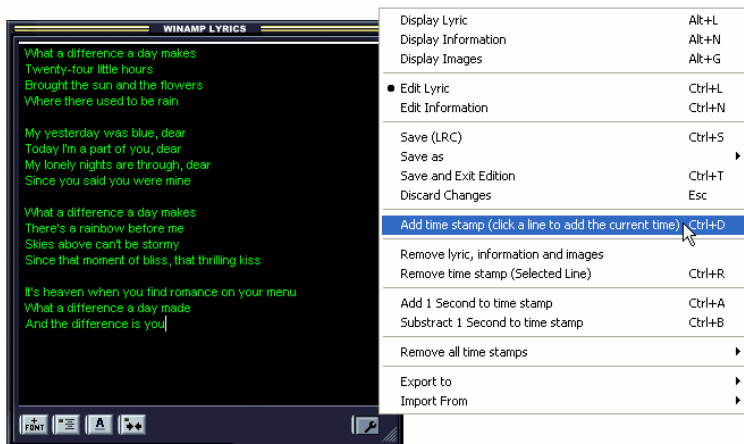 WINAMP LYRICS
What a difference a day makes
Twenty-four little hours
Brought the sun and the flowers
Where there used to be rain
My yesterday was blue, dear
Today I'm a part of you, dear
My lonely nights are through, dear
Since you said you were mine
What a difference a day makes
There's a rainbow before me
Skies above can't be stormy
Since that moment of bliss, that thrilling kiss
It's heaven when you find romance on your menu
What a difference a day made
And the difference is you
+
FONT
A
Display Lyric Alt+L
Display Information Alt+N
Display Images Alt+G
Edit Lyric Ctrl+L
Edit Information Ctrl+N
Save (LRC) Ctrl+S
Save as
Save and Exit Edition Ctrl+T
Discard Changes Esc
Add time stamp (click a line to add the current time) Ctrl+D
Remove lyric, information and images
Remove time stamp (Selected Line) Ctrl+R
Add 1 Second to time stamp Ctrl+A
Substract 1 Second to time stamp Ctrl+B
Remove all time stamps
Export to
Import From